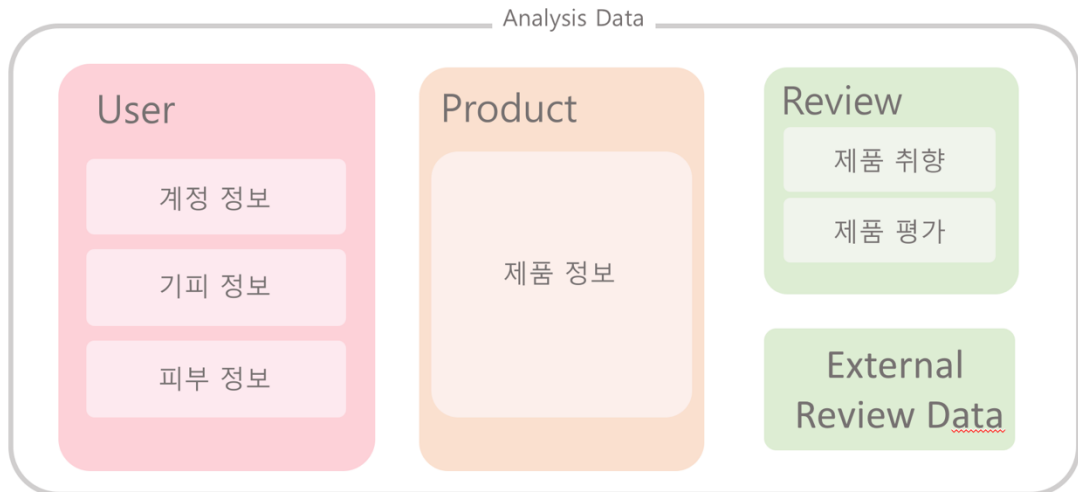 Analysis Data
User
계정 정보
기피 정보
피부 정보
Product
제품 정보
Review
제품 취향
제품 평가
External
Review Data